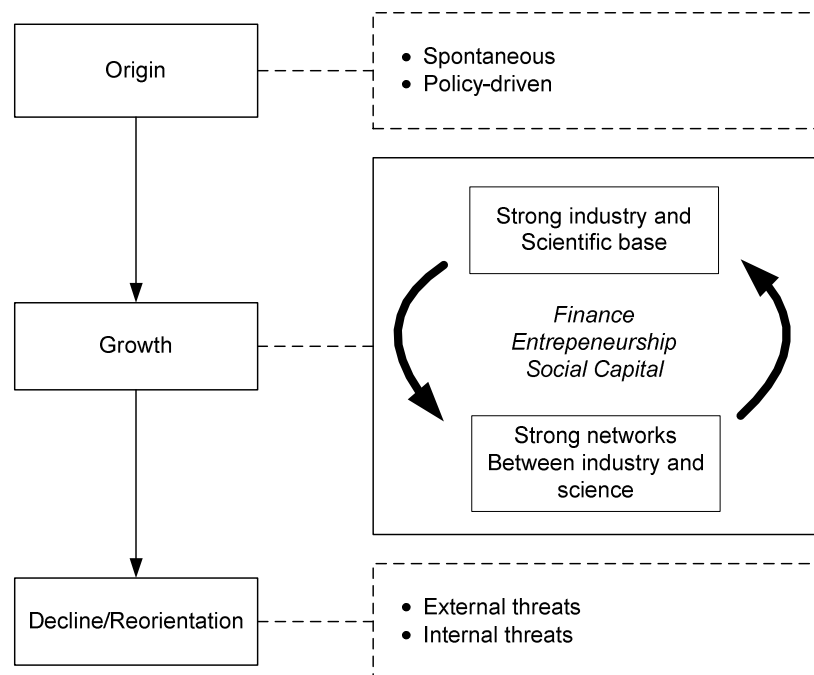 Origin
• Spontaneous
• Policy-driven
Strong industry and
Scientific base
Growth
Finance
Entrepeneurship
Social Capital
Strong networks
Between industry and
science
Decline/Reorientation
• External threats
• Internal threats